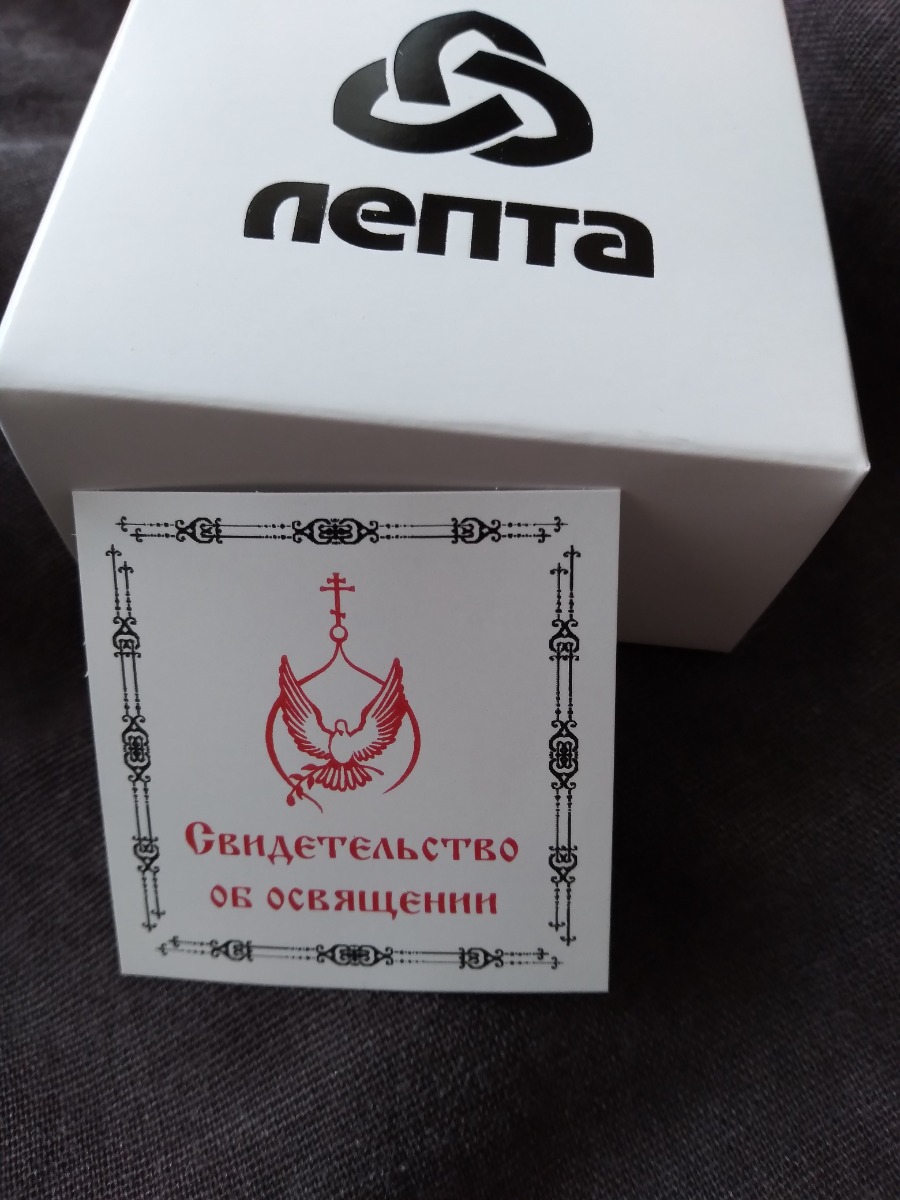 лепта
Свидетельство
об освящении